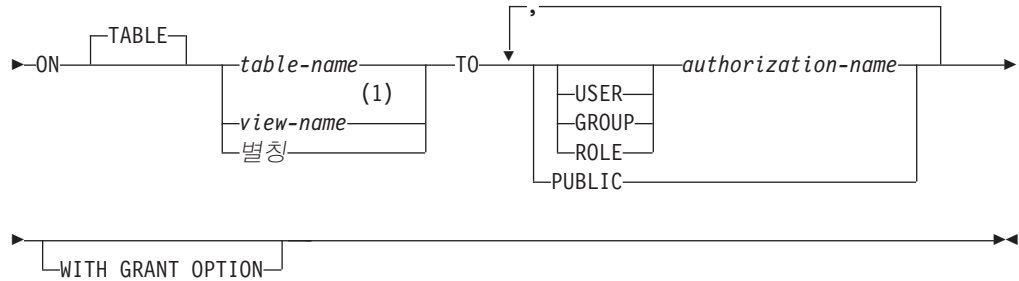 ,
TABLE
ON table-name TO authorization-name
(1) USER
view-name GROUP
별칭 ROLE
PUBLIC
WITH GRANT OPTION